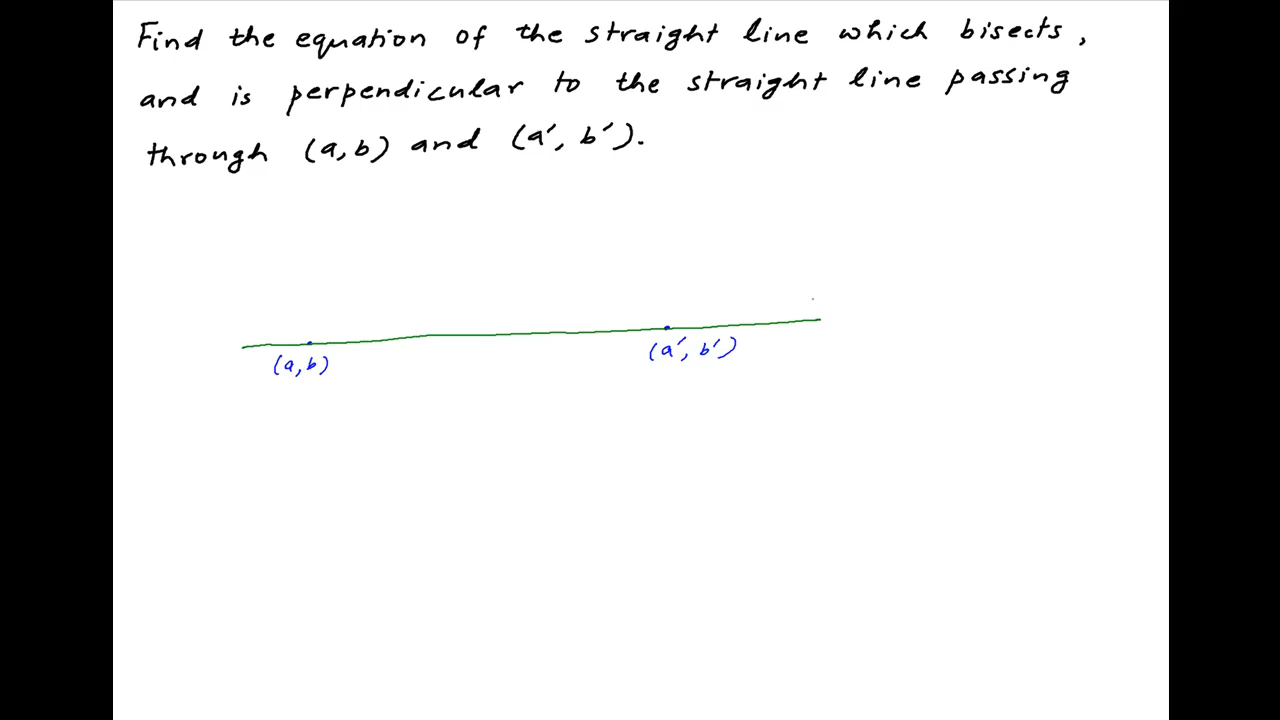 Find the equation of the straight line which bisects,
and is perpendicular to the straight line passing
through (a,b) and (a′, b′).
(a,b)
(a′, b′)